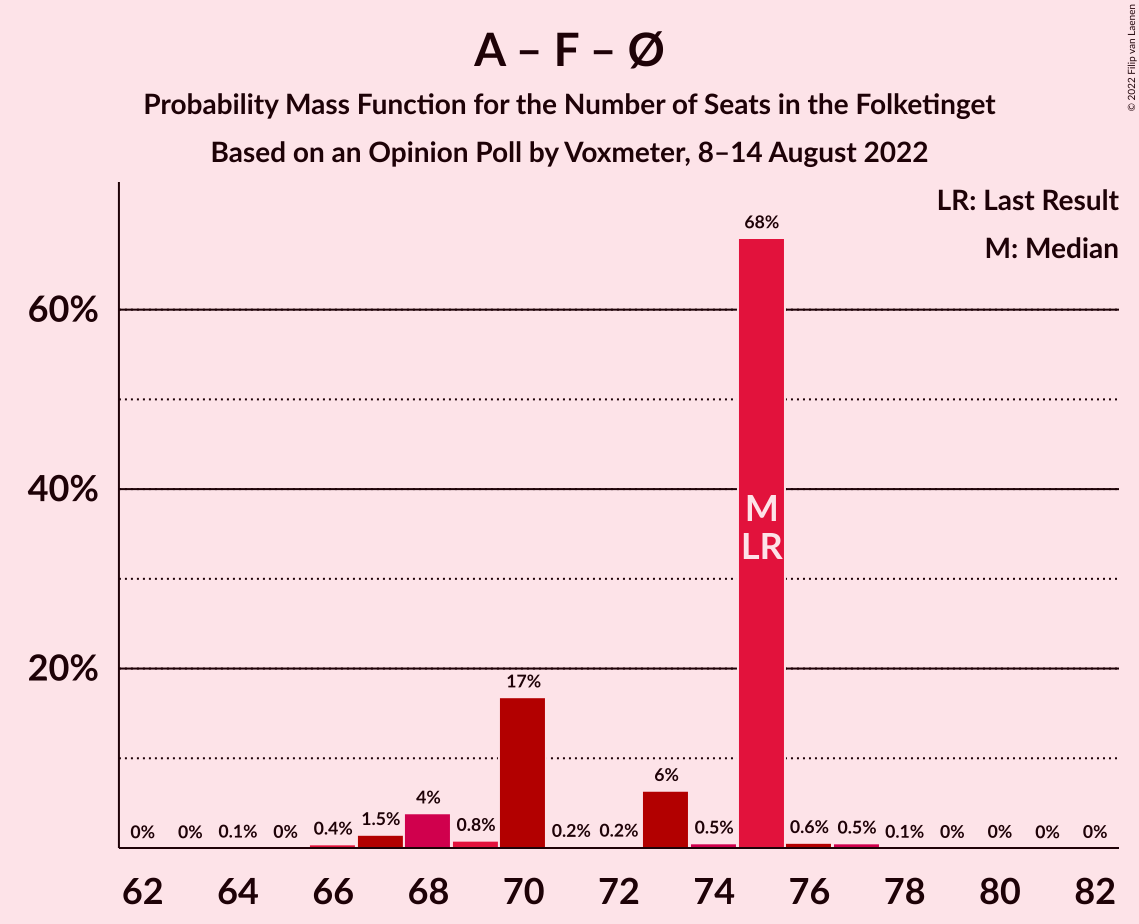 A – F – Ø
Probability Mass Function for the Number of Seats in the Folketinget
Based on an Opinion Poll by Voxmeter, 8–14 August 2022
© 2022 Filip van Laenen
LR: Last Result
M: Median
60%
40%
20%
0% 0% 0.1% 0% 0.4% 1.5% 4% 0.8% 17% 0.2% 0.2% 6% 0.5% 68% 0.6% 0.5% 0.1% 0% 0% 0% 0%
M
LR
62 64 66 68 70 72 74 76 78 80 82